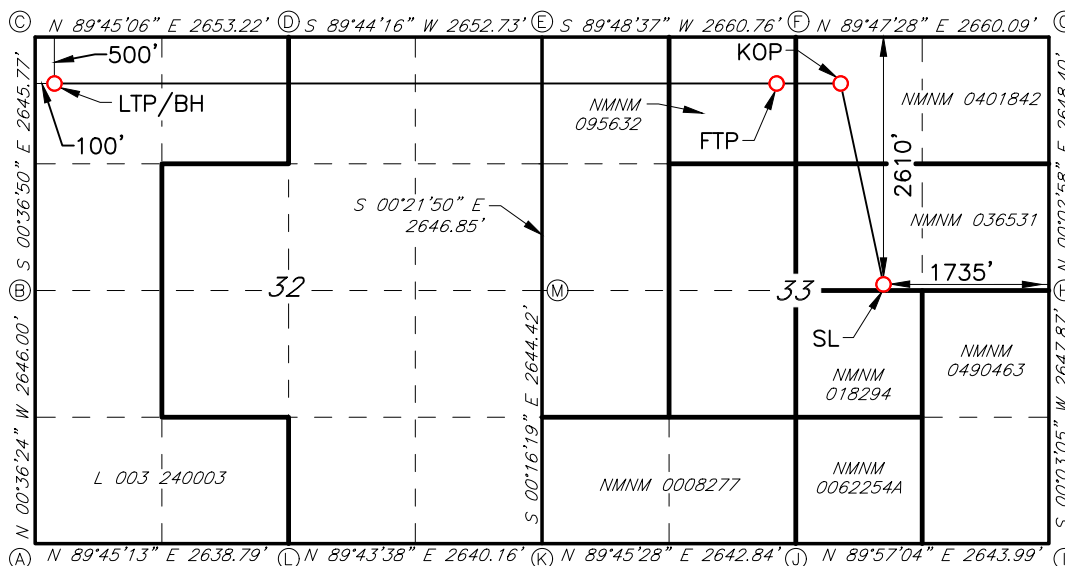 C N 89°45'06" E 2653.22' D S 89°44'16" W 2652.73' E S 89°48'37" W 2660.76' F N 89°47'28" E 2660.09' G
500'
KOP
LTP/BH
100'
NMNM
095632
FTP
NMNM 0401842
2610'
S 00°36'50" E 2645.77'
N 00°02'58" E 2648.40'
S 00°21'50" E
2646.85'
NMNM 036531
1735'
B
32
M
33
H
SL
NMNM
018294
NMNM
0490463
N 00°36'24" W 2646.00'
S 00°16'19" E 2644.42'
S 00°03'05" W 2647.87'
L 003 240003
NMNM 0008277
NMNM
0062254A
A N 89°45'13" E 2638.79' L N 89°43'38" E 2640.16' K N 89°45'28" E 2642.84' J N 89°57'04" E 2643.99' I